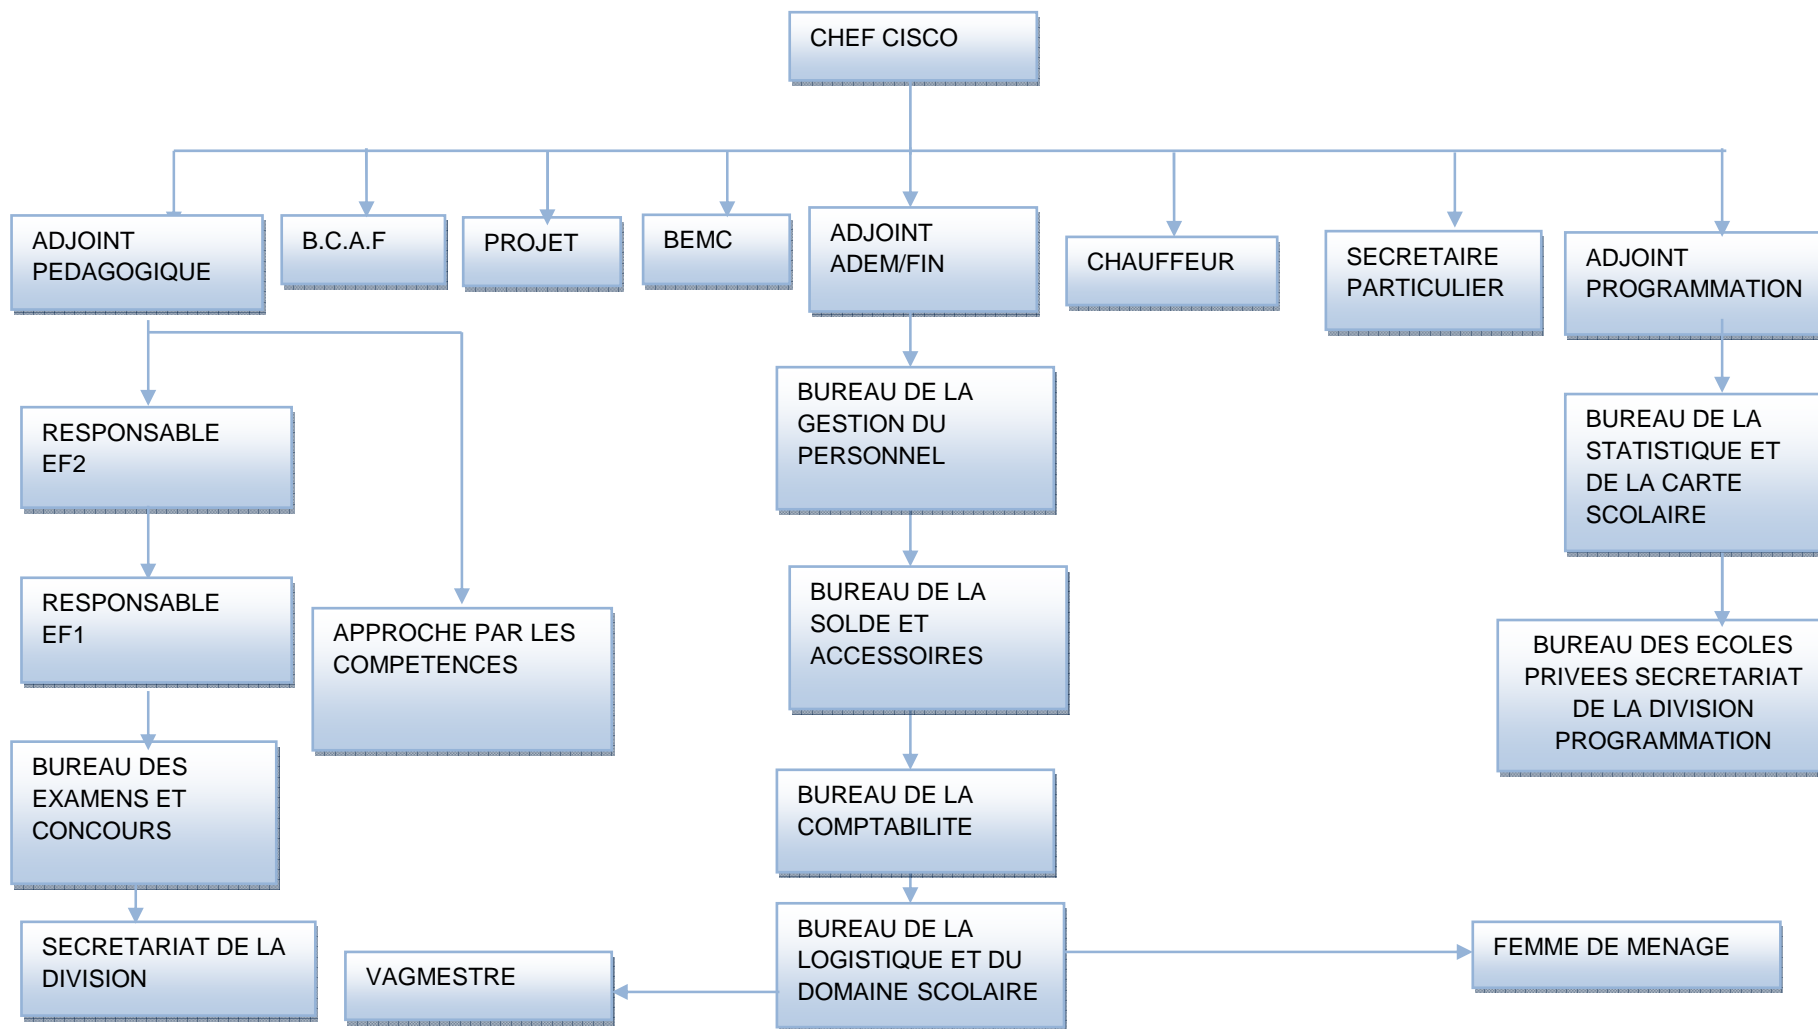 CHEF CISCO
ADJOINT
PEDAGOGIQUE
B.C.A.F
PROJET
BEMC
ADJOINT
ADEM/FIN
CHAUFFEUR
SECRETAIRE
PARTICULIER
ADJOINT
PROGRAMMATION
RESPONSABLE
EF2
BUREAU DE LA
GESTION DU
PERSONNEL
BUREAU DE LA
STATISTIQUE ET
DE LA CARTE
SCOLAIRE
RESPONSABLE
EF1
APPROCHE PAR LES
COMPETENCES
BUREAU DE LA
SOLDE ET
ACCESSOIRES
BUREAU DES ECOLES
PRIVEES SECRETARIAT
DE LA DIVISION
PROGRAMMATION
BUREAU DES
EXAMENS ET
CONCOURS
BUREAU DE LA
COMPTABILITE
SECRETARIAT DE LA
DIVISION
VAGMESTRE
BUREAU DE LA
LOGISTIQUE ET DU
DOMAINE SCOLAIRE
FEMME DE MENAGE